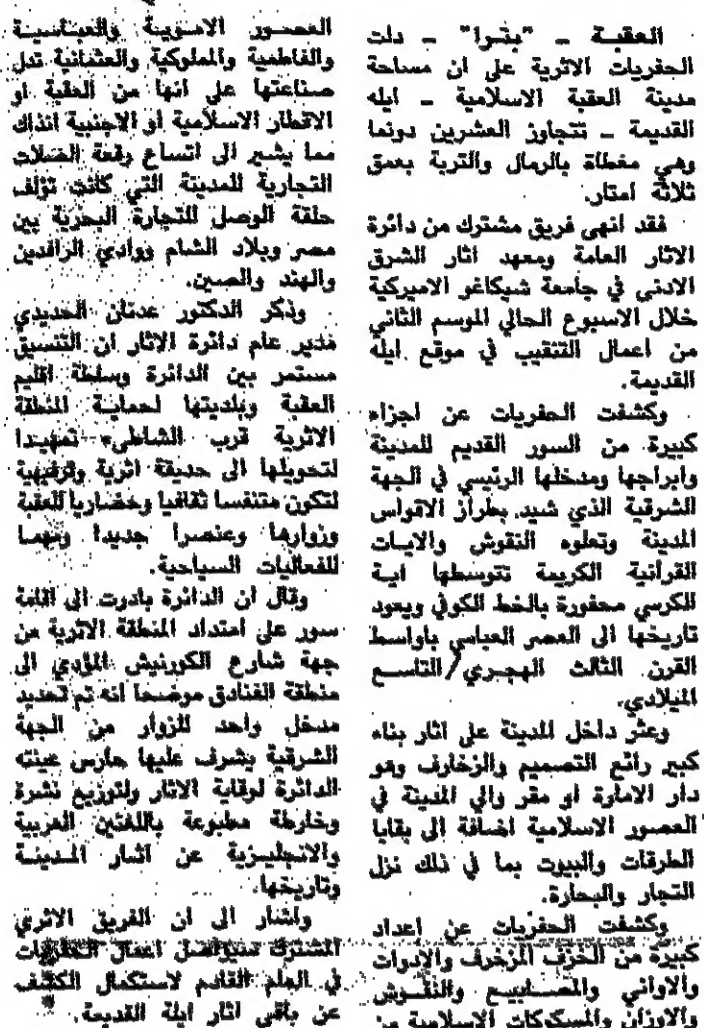 العقبة ـ "بترا" ـ دلت
الحفريات الاثرية على ان مساحة
مدينة العقبة الاسلامية ـ ايله
القديمة ـ تتجاوز العشرين دونما
وهي مغطاة بالرمال والتربة بعمق
ثلاثة امتار.
فقد انهى فريق مشترك من دائرة
الاثار العامة ومعهد اثار الشرق
الادنى في جامعة شيكاغو الاميركية
خلال الاسبوع الحالي الموسم الثاني
من اعمال التنقيب في موقع ايله
القديمة.
وكشفت الحفريات عن اجزاء
كبيرة من السور القديم للمدينة
وابراجها ومدخلها الرئيسي في الجهة
الشرقية الذي شيد بطراز الاقواس
المدينة وتعلوه النقوش والايات
القرآنية الكريمة تتوسطها اية
الكرسي محفورة بالخط الكوفي ويعود
تاريخها الى العصر العباسي باواسط
القرن الثالث الهجري/التاسع
الميلادي.
وعثر داخل المدينة على اثار بناء
كبير رائع التصميم والزخارف وهو
دار الامارة او مقر والي المدينة في
العصور الاسلامية اضافة الى بقايا
الطرقات والبيوت بما في ذلك نزل
التجار والبحارة.
وكشفت الحفريات عن اعداد
كبيرة من الخزف المزخرف والادوات
والاواني والمصابيح والنقوش
والاوزان والمسكوكات الاسلامية من
العصور الاموية والعباسية
والفاطمية والملوكية والعثمانية تدل
صناعتها على انها من العقبة او
الاقطار الاسلامية او الاجنبية انذاك
مما يشير الى اتساع رقعة الصلات
التجارية للمدينة التي كانت تؤلف
حلقة الوصل للتجارة البحرية بين
مصر وبلاد الشام ووادي الرافدين
والهند والصين.
وذكر الدكتور عدنان الحديدي
مدير عام دائرة الاثار ان التنسيق
مستمر بين الدائرة وسلطة اقليم
العقبة وبلديتها لحماية المنطقة
الاثرية قرب الشاطىء تمهيدا
لتحويلها الى حديقة اثرية وترفيهية
لتكون متنفسا ثقافيا وحضاريا للعقبة
وزوارها وعنصرا جديدا ومهما
للفعاليات السياحية.
وقال ان الدائرة بادرت الى اقامة
سور على امتداد المنطقة الاثرية من
جهة شارع الكورنيش المؤدي الى
منطقة الفنادق موضحا انه تم تحديد
مدخل واحد للزوار من الجهة
الشرقية يشرف عليها حارس عينته
الدائرة لوقاية الاثار ولتوزيع نشرة
وخارطة مطبوعة باللغتين العربية
والانجليزية عن اثار المدينة
وتاريخها.
واشار الى ان الفريق الاثري
المشترك سيواصل اعمال الحفريات
في العام القادم لاستكمال الكشف
عن باقي اثار ايلة القديمة.